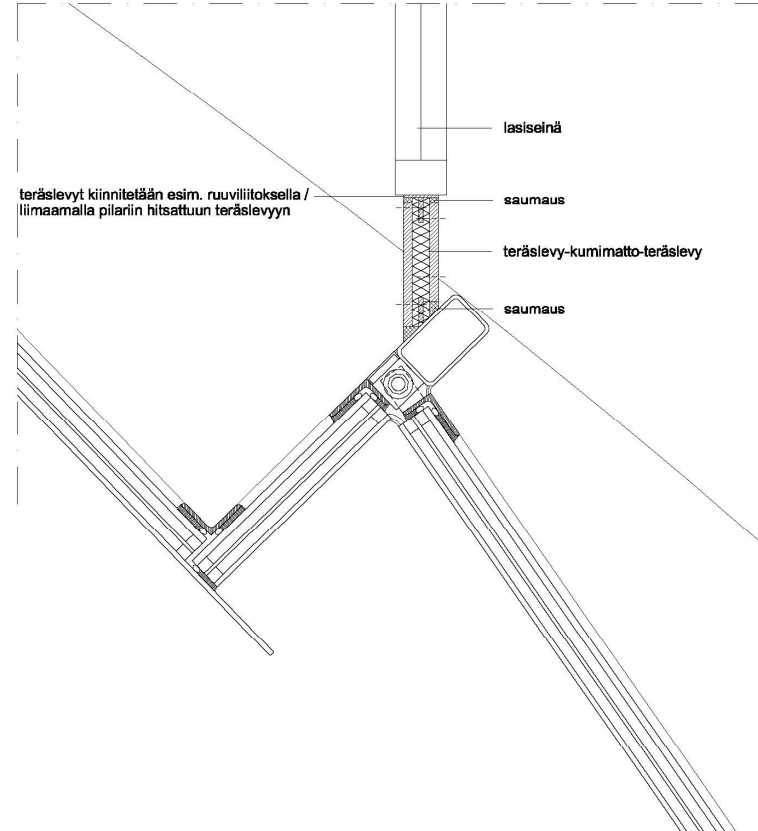 lasiseinä
teräslevyt kiinnitetään esim. ruuviliitoksella /
liimaamalla pilariin hitsattuun teräslevyyn
saumaus
teräslevy-kumimatto-teräslevy
saumaus